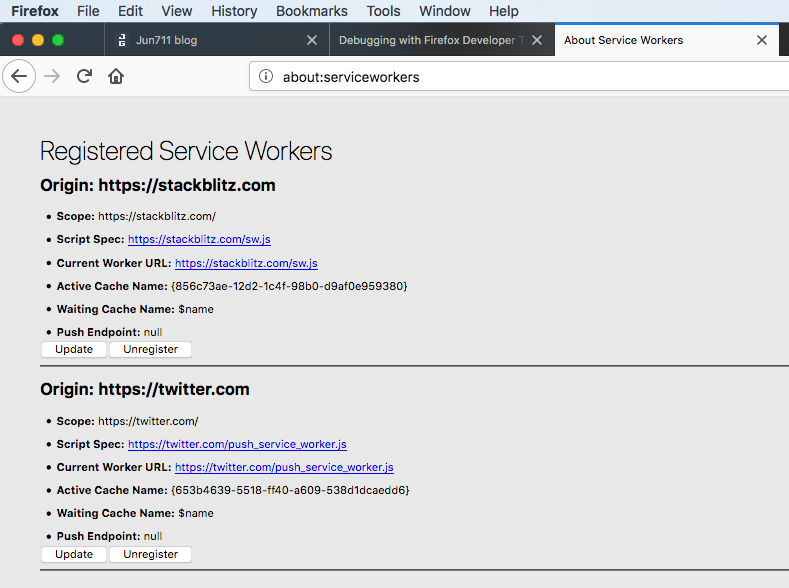 Firefox File Edit View History Bookmarks Tools Window Help
Jun711 blog
Debugging with Firefox Developer T
About Service Workers
about:serviceworkers
Registered Service Workers
Origin: https://stackblitz.com
• Scope: https://stackblitz.com/
• Script Spec: https://stackblitz.com/sw.js
• Current Worker URL: https://stackblitz.com/sw.js
• Active Cache Name: {856c73ae-12d2-1c4f-98b0-d9af0e959380}
• Waiting Cache Name: $name
• Push Endpoint: null
Update Unregister
Origin: https://twitter.com
• Scope: https://twitter.com/
• Script Spec: https://twitter.com/push_service_worker.js
• Current Worker URL: https://twitter.com/push_service_worker.js
• Active Cache Name: {653b4639-5518-ff40-a609-538d1dcaedd6}
• Waiting Cache Name: $name
• Push Endpoint: null
Update Unregister